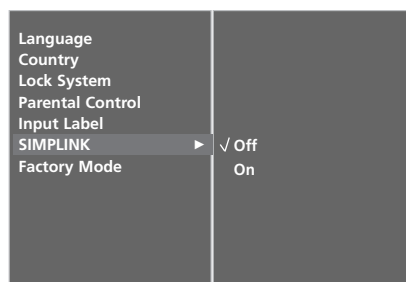 Language
Country
Lock System
Parental Control
Input Label
SIMPLINK ► √ Off
Factory Mode On